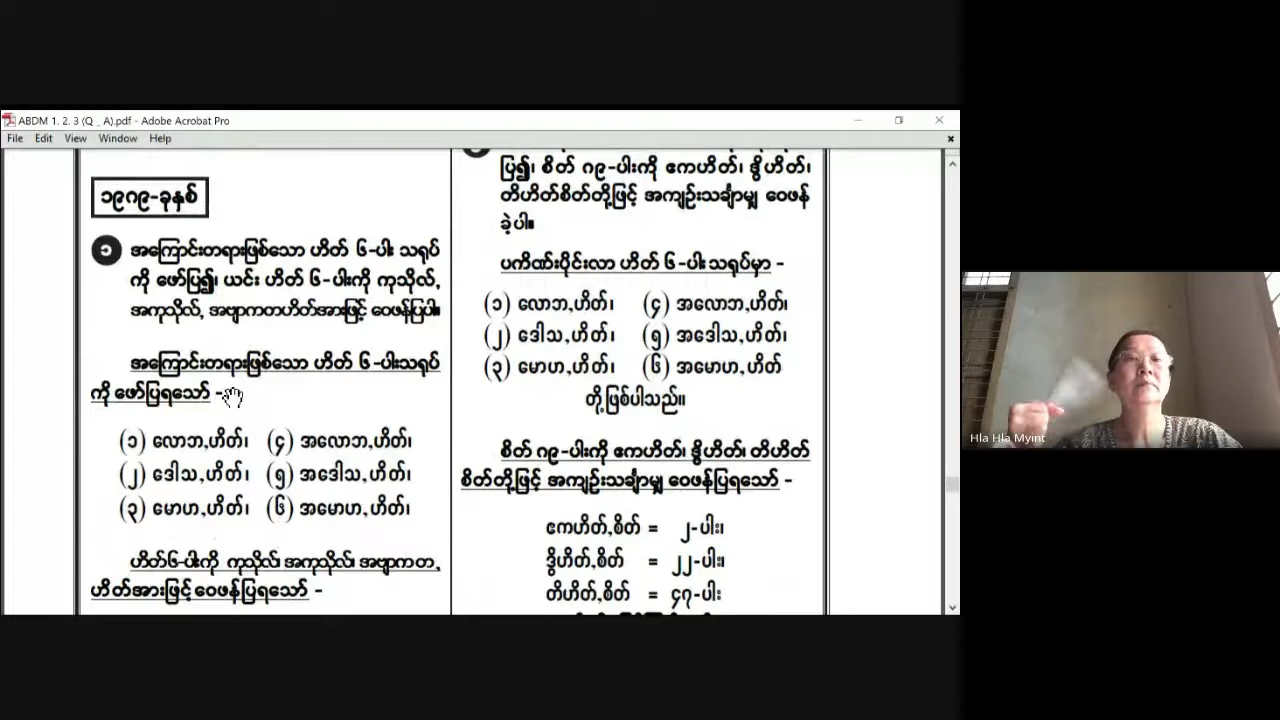 ABDM 1. 2. 3 (Q _ A).pdf - Adobe Acrobat Pro
File Edit View Window Help
၁၉၈၉-ခုနှစ်
၁ အကြောင်းတရားဖြစ်သော ဟိတ် ၆-ပါး သရုပ်
ကို ဖော်ပြ၍၊ ယင်း ဟိတ် ၆-ပါးကို ကုသိုလ်,
အကုသိုလ်, အဗျာကတဟိတ်အားဖြင့် ဝေဖန်ပြပါ။
အကြောင်းတရားဖြစ်သော ဟိတ် ၆-ပါးသရုပ်
ကို ဖော်ပြရသော် -
(၁) လောဘ,ဟိတ်၊ (၄) အလောဘ,ဟိတ်၊
(၂) ဒေါသ,ဟိတ်၊ (၅) အဒေါသ,ဟိတ်၊
(၃) မောဟ,ဟိတ်၊ (၆) အမောဟ,ဟိတ်၊
ဟိတ်၆-ပါးကို ကုသိုလ်၊ အကုသိုလ်၊ အဗျာကတ,
ဟိတ်အားဖြင့်ဝေဖန်ပြရသော် -
ပြ၍၊ စိတ် ၈၉-ပါးကို ဧကဟိတ်၊ ဒွိဟိတ်၊
တိဟိတ်စိတ်တို့ဖြင့် အကျဉ်းသင်္ချာမျှ ဝေဖန်
ခဲ့ပါ။
ပကိဏ်းပိုင်းလာ ဟိတ် ၆-ပါး သရုပ်မှာ -
(၁) လောဘ,ဟိတ်၊ (၄) အလောဘ,ဟိတ်၊
(၂) ဒေါသ,ဟိတ်၊ (၅) အဒေါသ,ဟိတ်၊
(၃) မောဟ,ဟိတ်၊ (၆) အမောဟ,ဟိတ်
တို့ဖြစ်ပါသည်။
စိတ် ၈၉-ပါးကို ဧကဟိတ်၊ ဒွိဟိတ်၊ တိဟိတ်
စိတ်တို့ဖြင့် အကျဉ်းသင်္ချာမျှ ဝေဖန်ပြရသော် -
ဧကဟိတ်,စိတ် = ၂-ပါး၊
ဒွိဟိတ်,စိတ် = ၂၂-ပါး၊
တိဟိတ်,စိတ် = ၄၇-ပါး
Hla Hla Myint